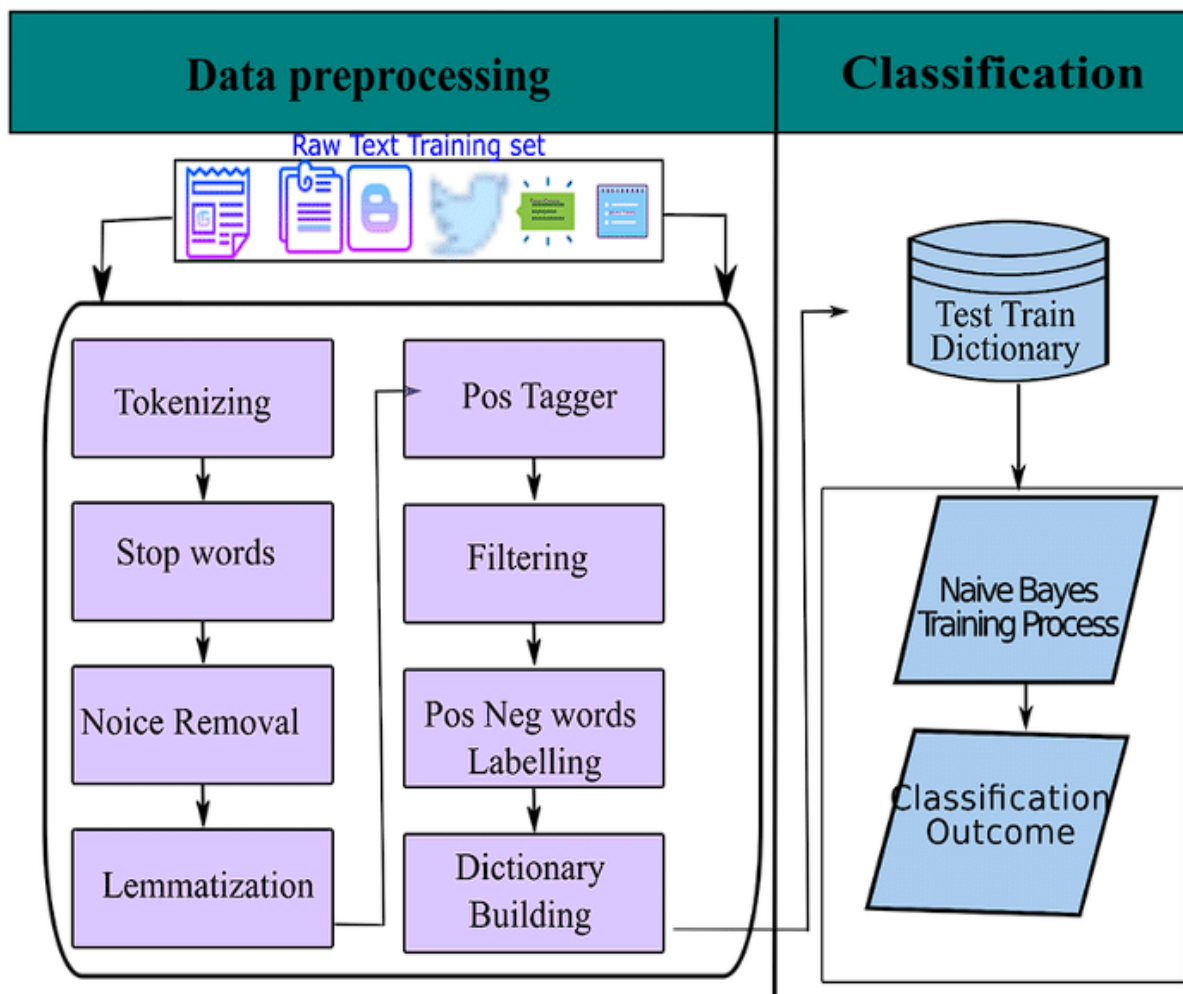 Data preprocessing
Classification
Raw Text Training set
Tokenizing
Stop words
Noice Removal
Lemmatization
Pos Tagger
Filtering
Pos Neg words
Labelling
Dictionary
Building
Test Train
Dictionary
Naive Bayes
Training Process
Classification
Outcome